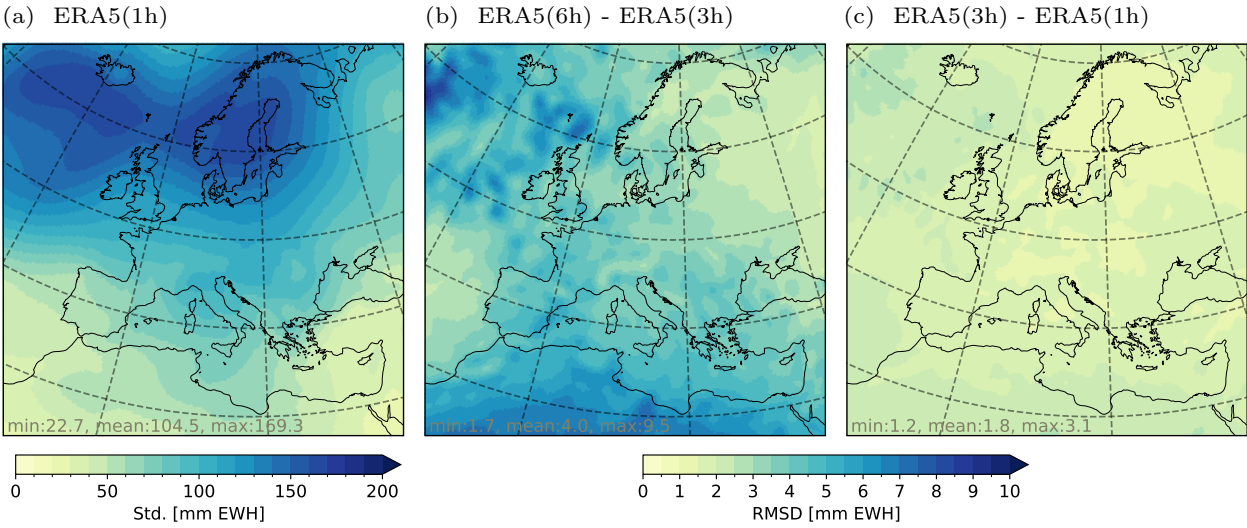 (a) ERA5(1h)
(b) ERA5(6h) - ERA5(3h)
(c) ERA5(3h) - ERA5(1h)
min:22.7, mean:104.5, max:169.3
min:1.7, mean:4.0, max:9.5
min:1.2, mean:1.8, max:3.1
0 50 100 150 200
Std. [mm EWH]
0 1 2 3 4 5 6 7 8 9 10
RMSD [mm EWH]